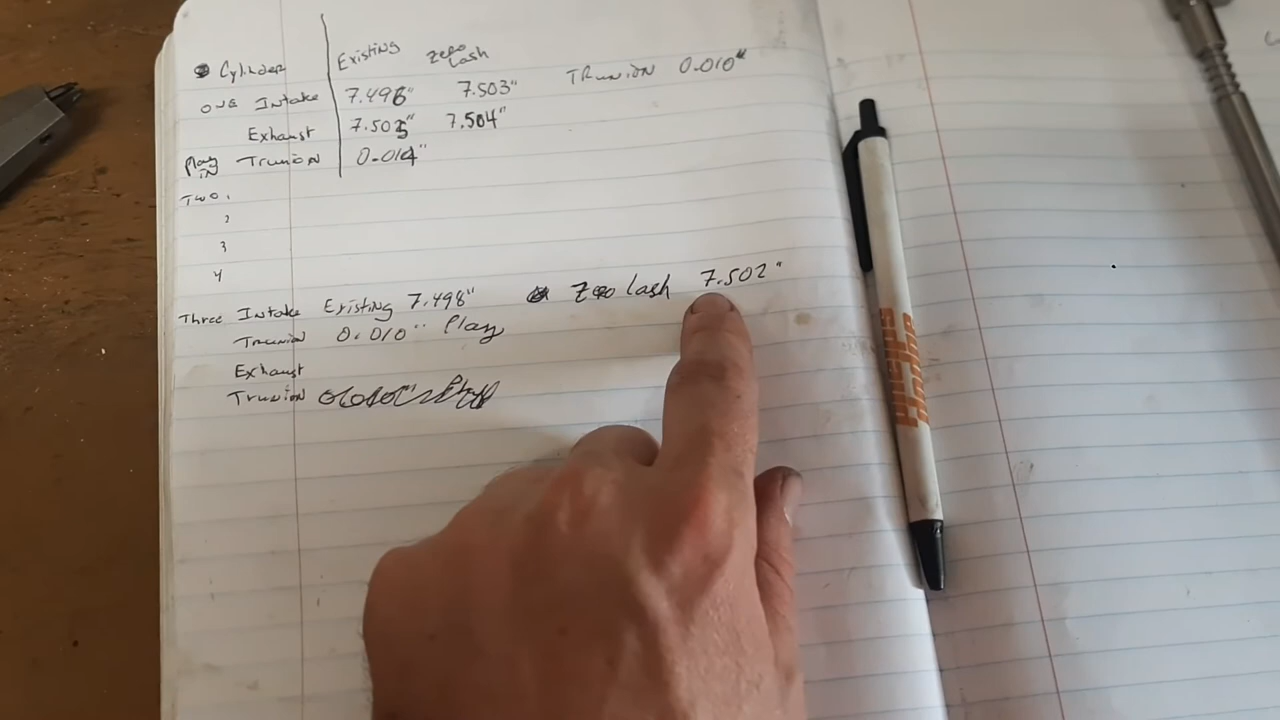 Cylinder Existing Zero Lash
one Intake 7.496" 7.503" TRUNION 0.010"
Exhaust 7.505" 7.504"
Play in Trunion 0.014"
Two
2
3
4
Three Intake Existing 7.498" Zero Lash 7.502"
Trunion 0.010" Play
Exhaust
Trunion